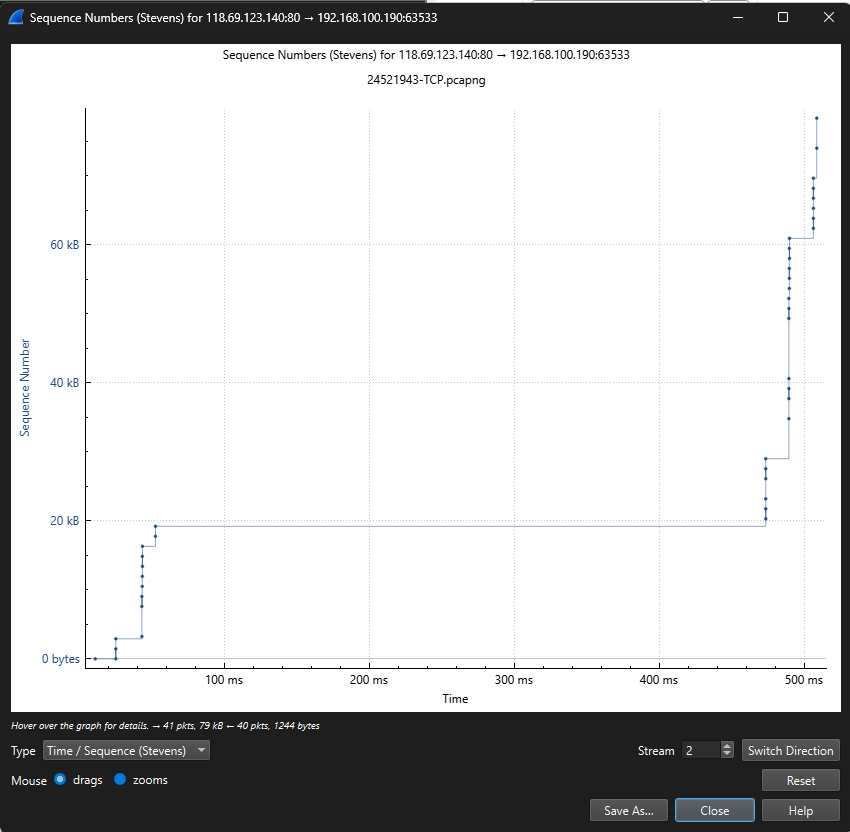 Sequence Numbers (Stevens) for 118.69.123.140:80 → 192.168.100.190:63533
Sequence Numbers (Stevens) for 118.69.123.140:80 → 192.168.100.190:63533
24521943-TCP.pcapng
Sequence Number
60 kB
40 kB
20 kB
0 bytes
100 ms 200 ms 300 ms 400 ms 500 ms
Time
Hover over the graph for details. → 41 pkts, 79 kB ← 40 pkts, 1244 bytes
Type Time / Sequence (Stevens) Stream 2 Switch Direction
Mouse drags zooms Reset
Save As... Close Help